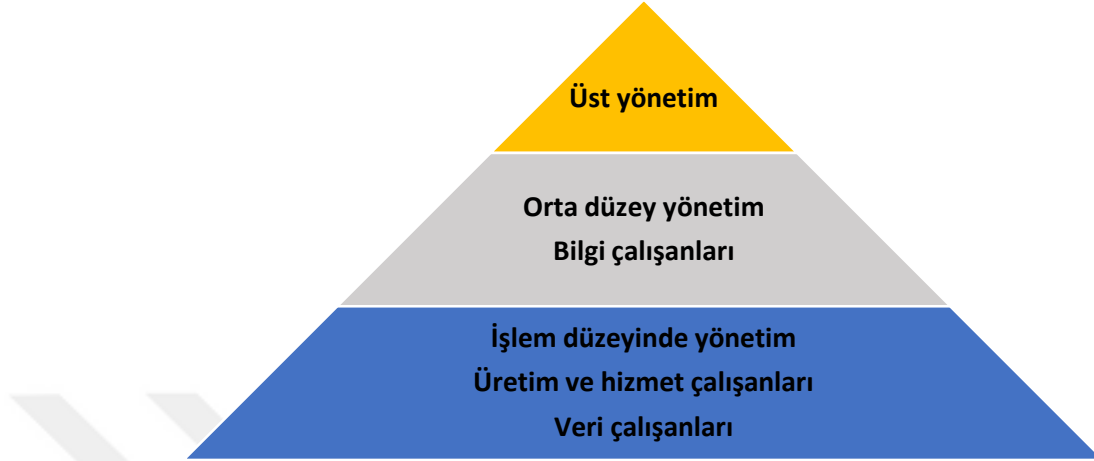 Üst yönetim
Orta düzey yönetim
Bilgi çalışanları
İşlem düzeyinde yönetim
Üretim ve hizmet çalışanları
Veri çalışanları